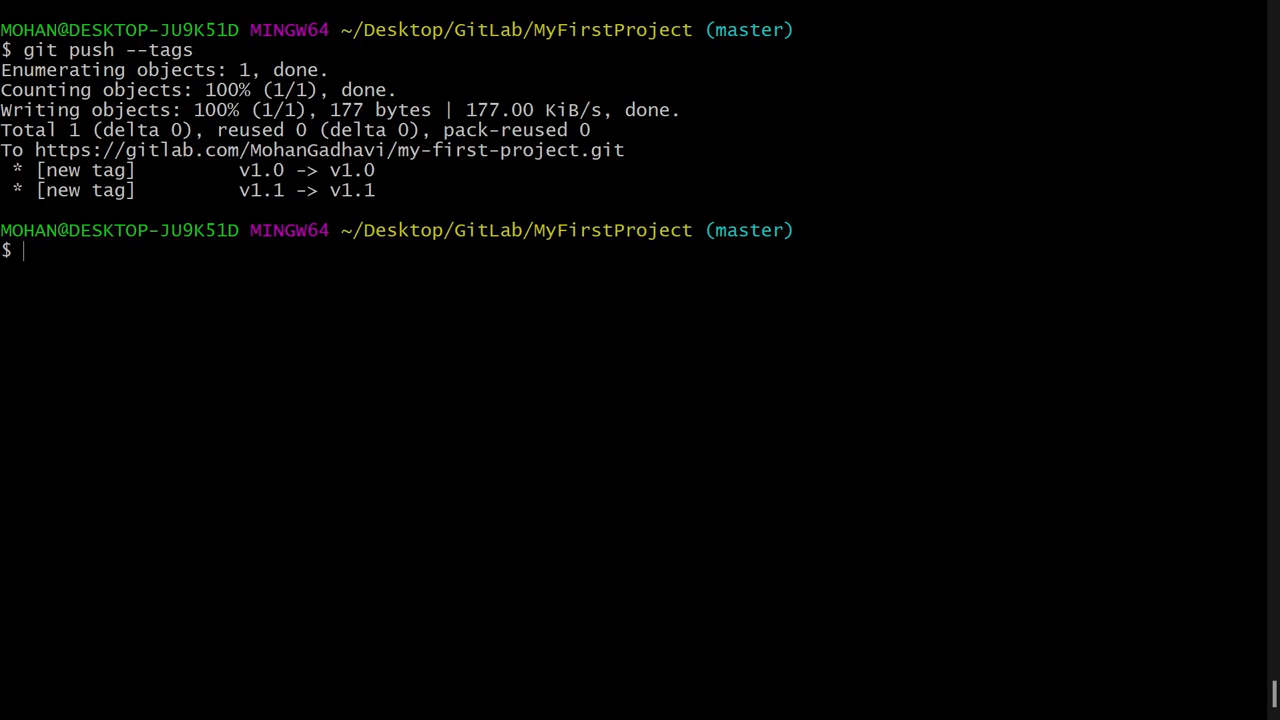 MOHAN@DESKTOP-JU9K51D MINGW64 ~/Desktop/GitLab/MyFirstProject (master)
$ git push --tags
Enumerating objects: 1, done.
Counting objects: 100% (1/1), done.
Writing objects: 100% (1/1), 177 bytes | 177.00 KiB/s, done.
Total 1 (delta 0), reused 0 (delta 0), pack-reused 0
To https://gitlab.com/MohanGadhavi/my-first-project.git
 * [new tag]         v1.0 -> v1.0
 * [new tag]         v1.1 -> v1.1
MOHAN@DESKTOP-JU9K51D MINGW64 ~/Desktop/GitLab/MyFirstProject (master)
$